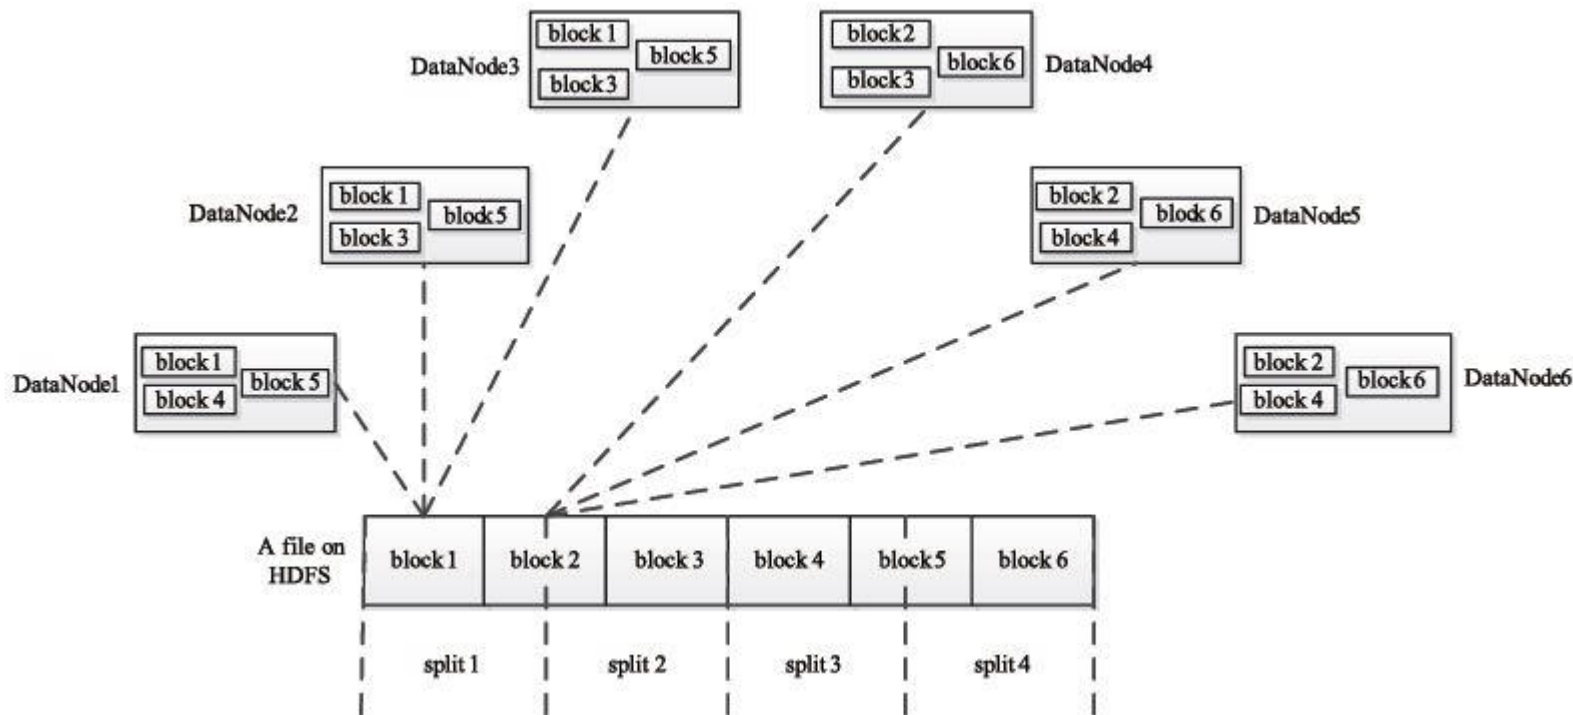 block 1
block 5
block 3
DataNode3
block 2
block 6
block 3
DataNode4
block 1
block 5
block 3
DataNode2
block 2
block 6
block 4
DataNode5
block 1
block 5
block 4
DataNode1
block 2
block 6
block 4
DataNode6
A file on
HDFS
block 1
block 2
block 3
block 4
block 5
block 6
split 1
split 2
split 3
split 4